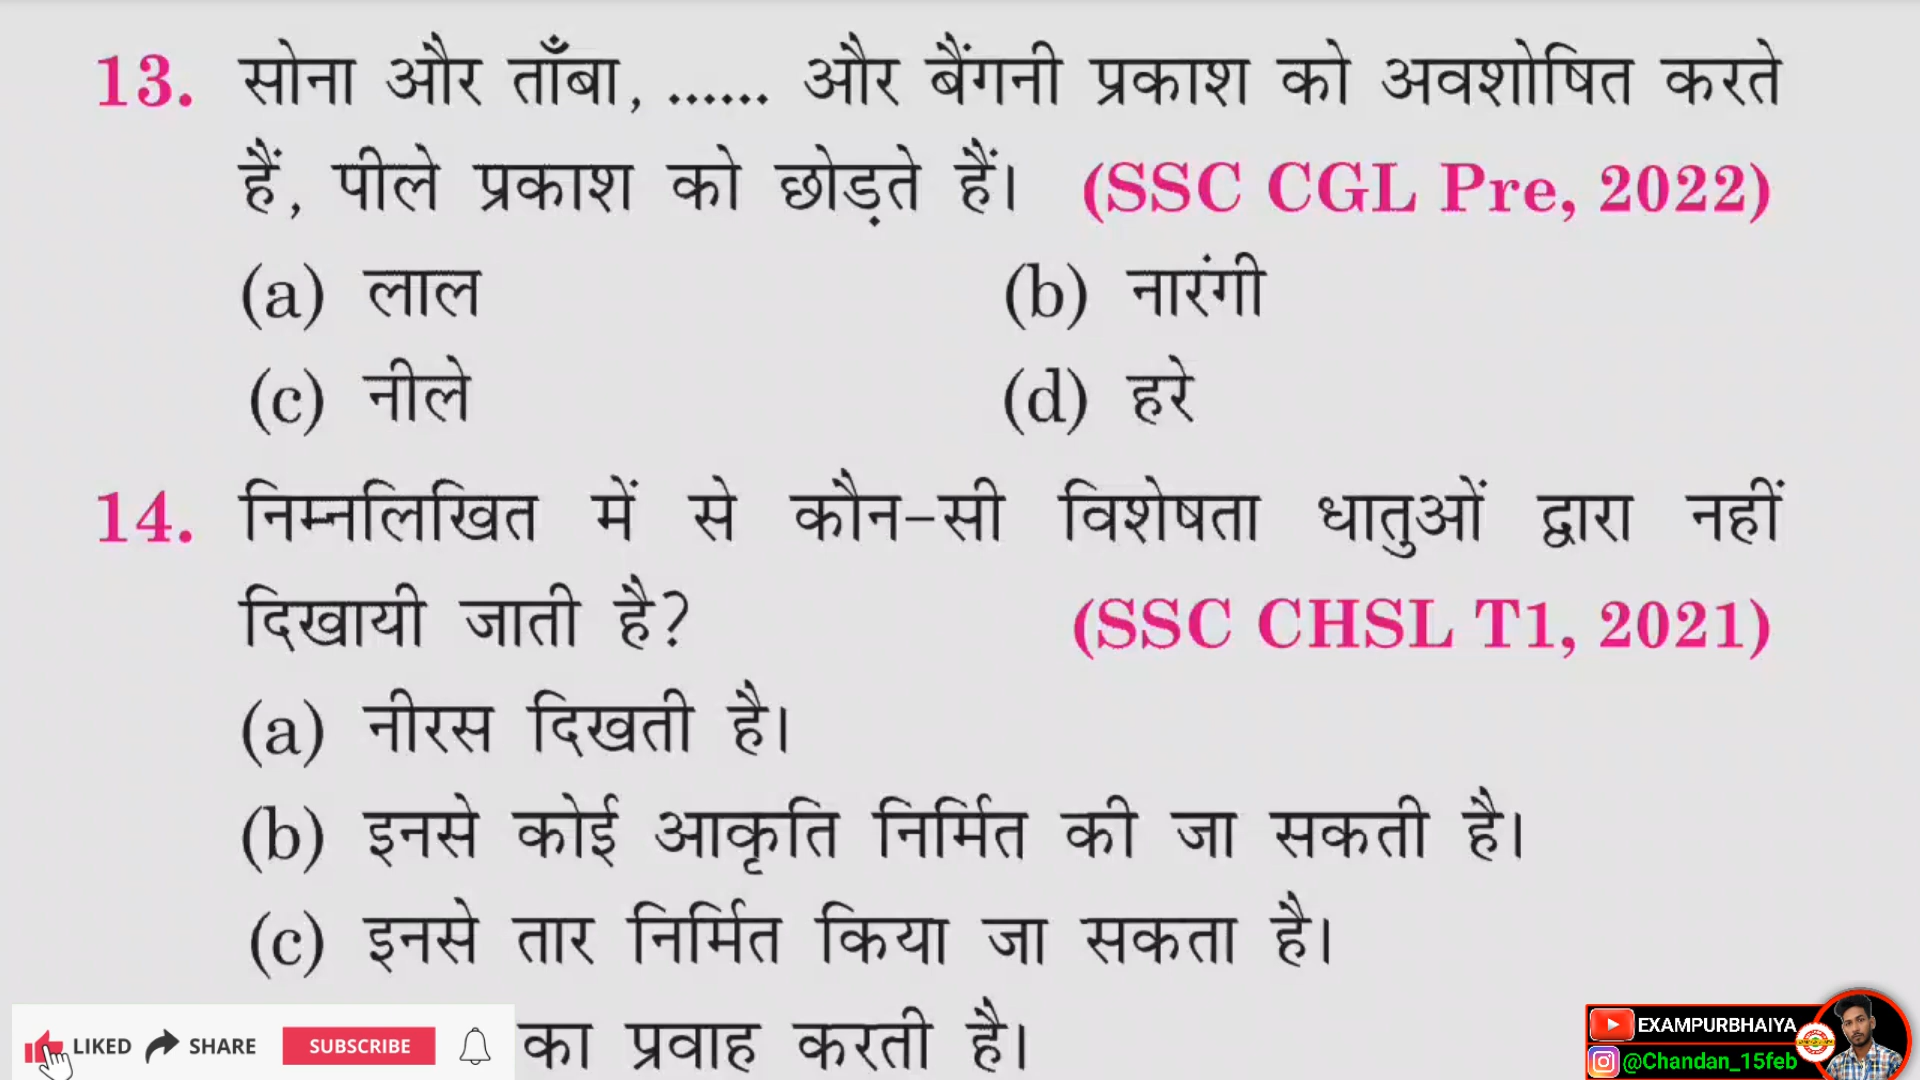 13. सोना और ताँबा, ...... और बैंगनी प्रकाश को अवशोषित करते
हैं, पीले प्रकाश को छोड़ते हैं। (SSC CGL Pre, 2022)
(a) लाल (b) नारंगी
(c) नीले (d) हरे
14. निम्नलिखित में से कौन-सी विशेषता धातुओं द्वारा नहीं
दिखायी जाती है? (SSC CHSL T1, 2021)
(a) नीरस दिखती है।
(b) इनसे कोई आकृति निर्मित की जा सकती है।
(c) इनसे तार निर्मित किया जा सकता है।
का प्रवाह करती है।
LIKED SHARE SUBSCRIBE
EXAMPURBHAIYA
@Chandan_15feb